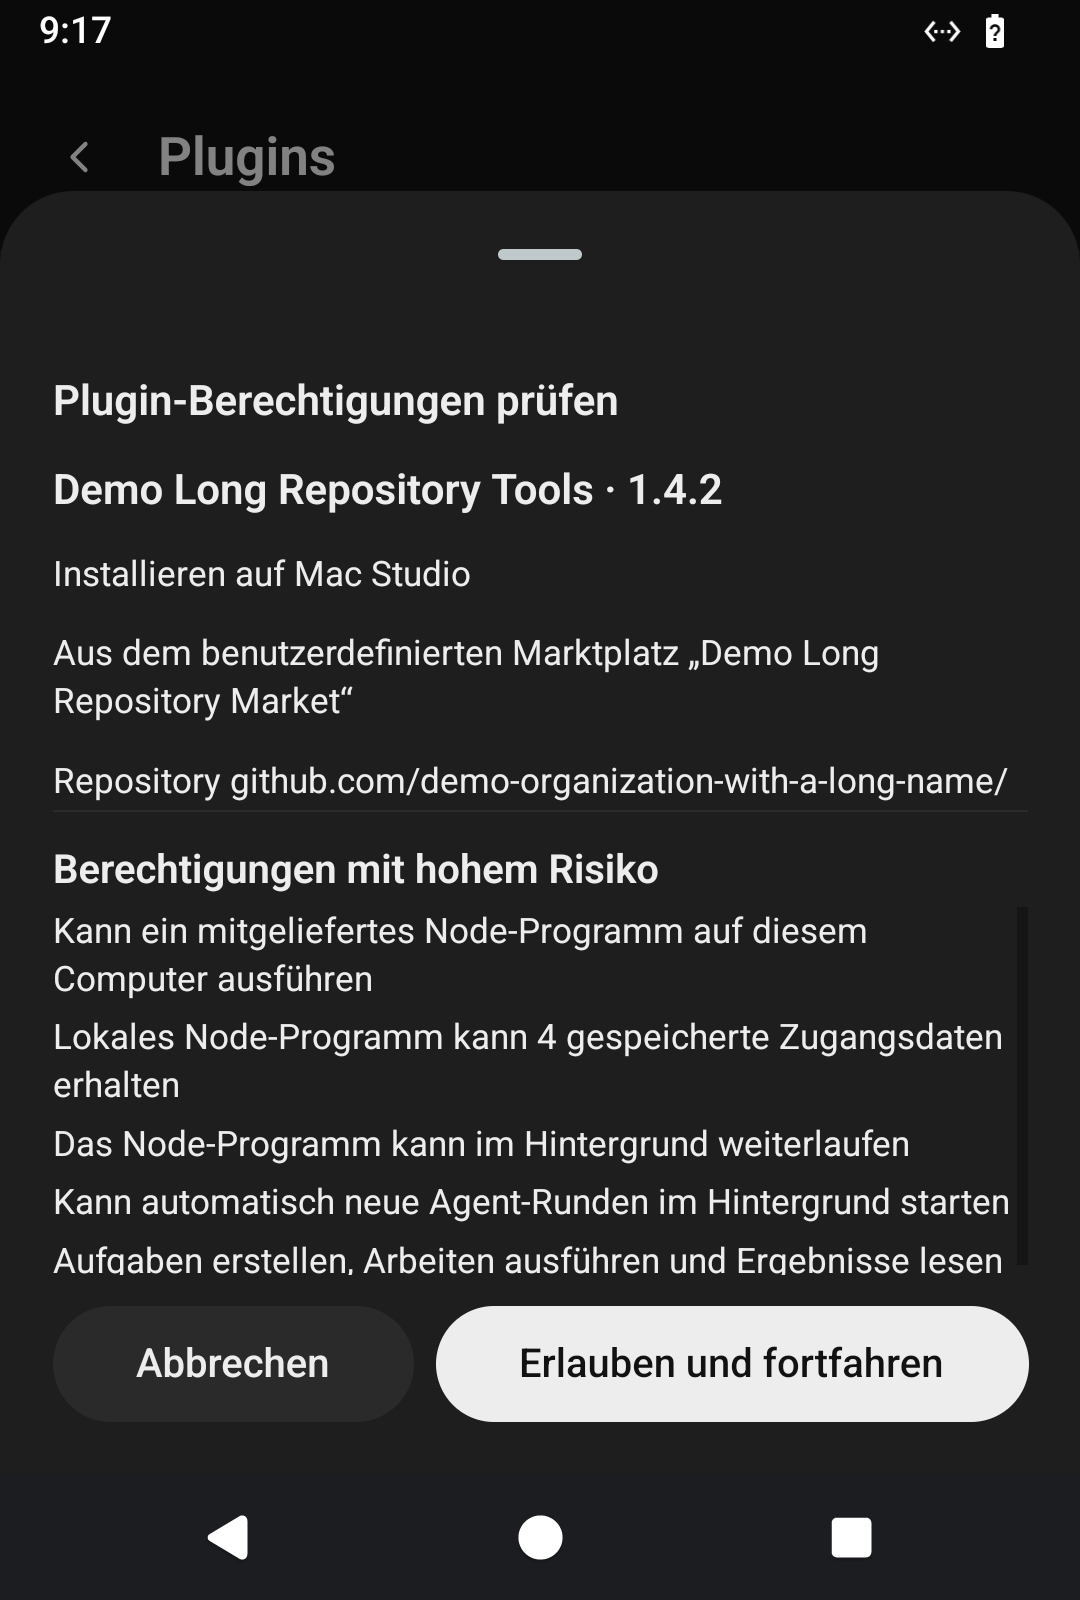 9:17
Plugins
Plugin-Berechtigungen prüfen
Demo Long Repository Tools · 1.4.2
Installieren auf Mac Studio
Aus dem benutzerdefinierten Marktplatz „Demo Long
Repository Market“
Repository github.com/demo-organization-with-a-long-name/
Berechtigungen mit hohem Risiko
Kann ein mitgeliefertes Node-Programm auf diesem
Computer ausführen
Lokales Node-Programm kann 4 gespeicherte Zugangsdaten
erhalten
Das Node-Programm kann im Hintergrund weiterlaufen
Kann automatisch neue Agent-Runden im Hintergrund starten
Aufgaben erstellen, Arbeiten ausführen und Ergebnisse lesen
Abbrechen
Erlauben und fortfahren